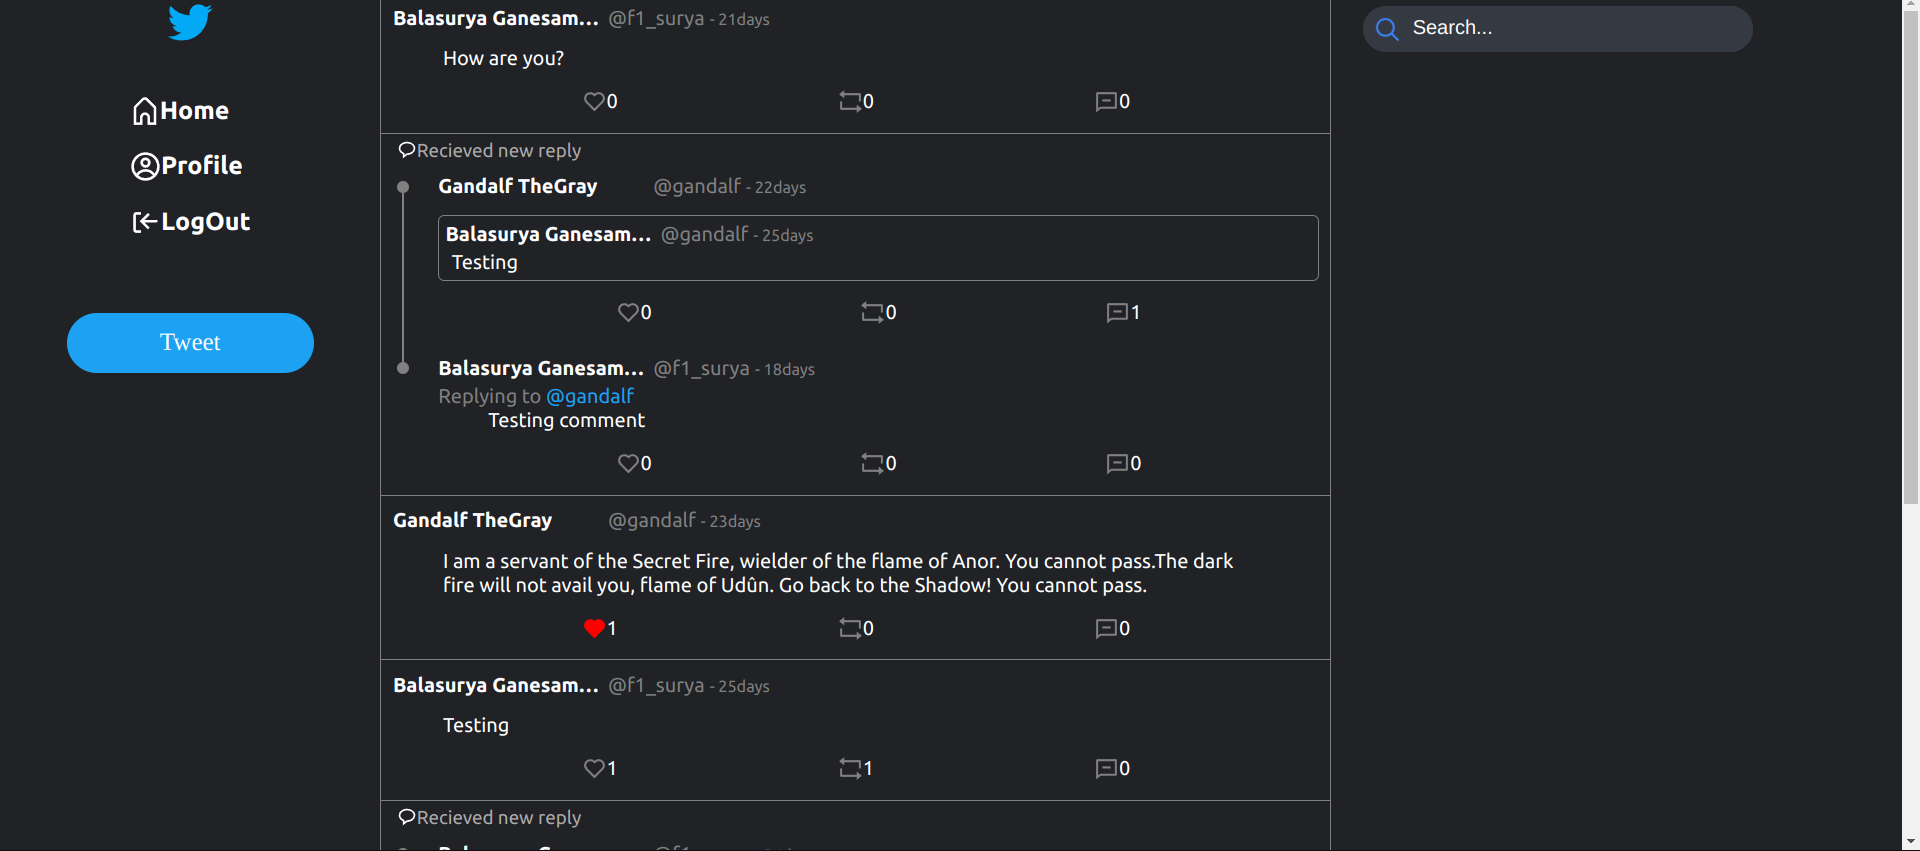 Home
Profile
LogOut
Tweet
Balasurya Ganesam... @f1_surya - 21days
How are you?
0 0 0
Recieved new reply
Gandalf TheGray @gandalf - 22days
Balasurya Ganesam... @gandalf - 25days
Testing
0 0 1
Balasurya Ganesam... @f1_surya - 18days
Replying to @gandalf
Testing comment
0 0 0
Gandalf TheGray @gandalf - 23days
I am a servant of the Secret Fire, wielder of the flame of Anor. You cannot pass.The dark
fire will not avail you, flame of Udûn. Go back to the Shadow! You cannot pass.
1 0 0
Balasurya Ganesam... @f1_surya - 25days
Testing
1 1 0
Recieved new reply
Search...